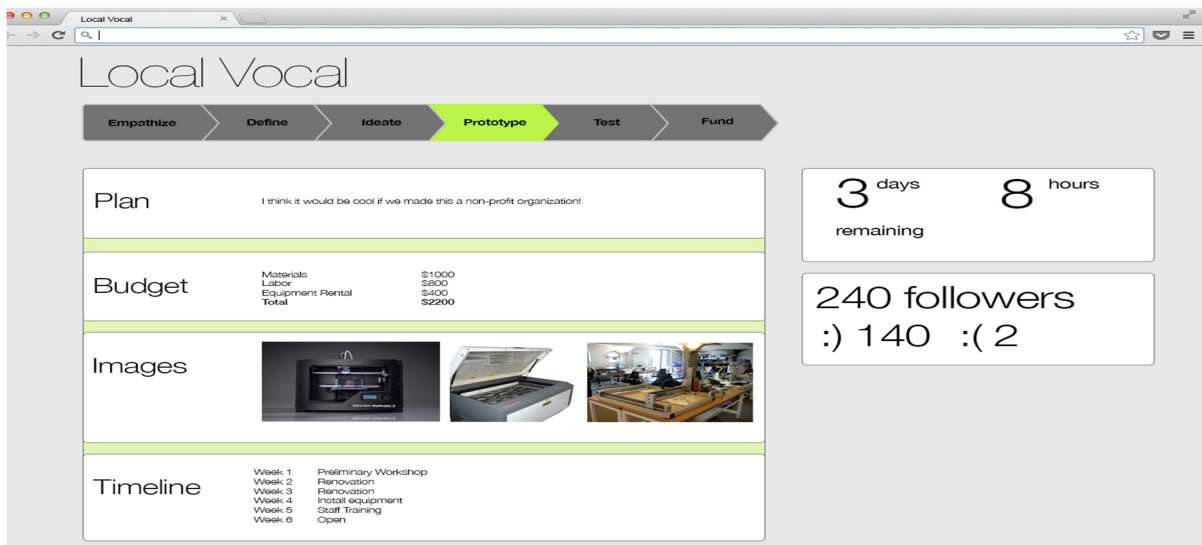 Local Vocal
Local Vocal
Empathize Define Ideate Prototype Test Fund
Plan I think it would be cool if we made this a non-profit organization!
Budget
Materials $1000
Labor $800
Equipment Rental $400
Total $2200
Images
Timeline
Week 1 Preliminary Workshop
Week 2 Renovation
Week 3 Renovation
Week 4 Install equipment
Week 5 Staff Training
Week 6 Open
3 days 8 hours
remaining
240 followers
:) 140 :( 2